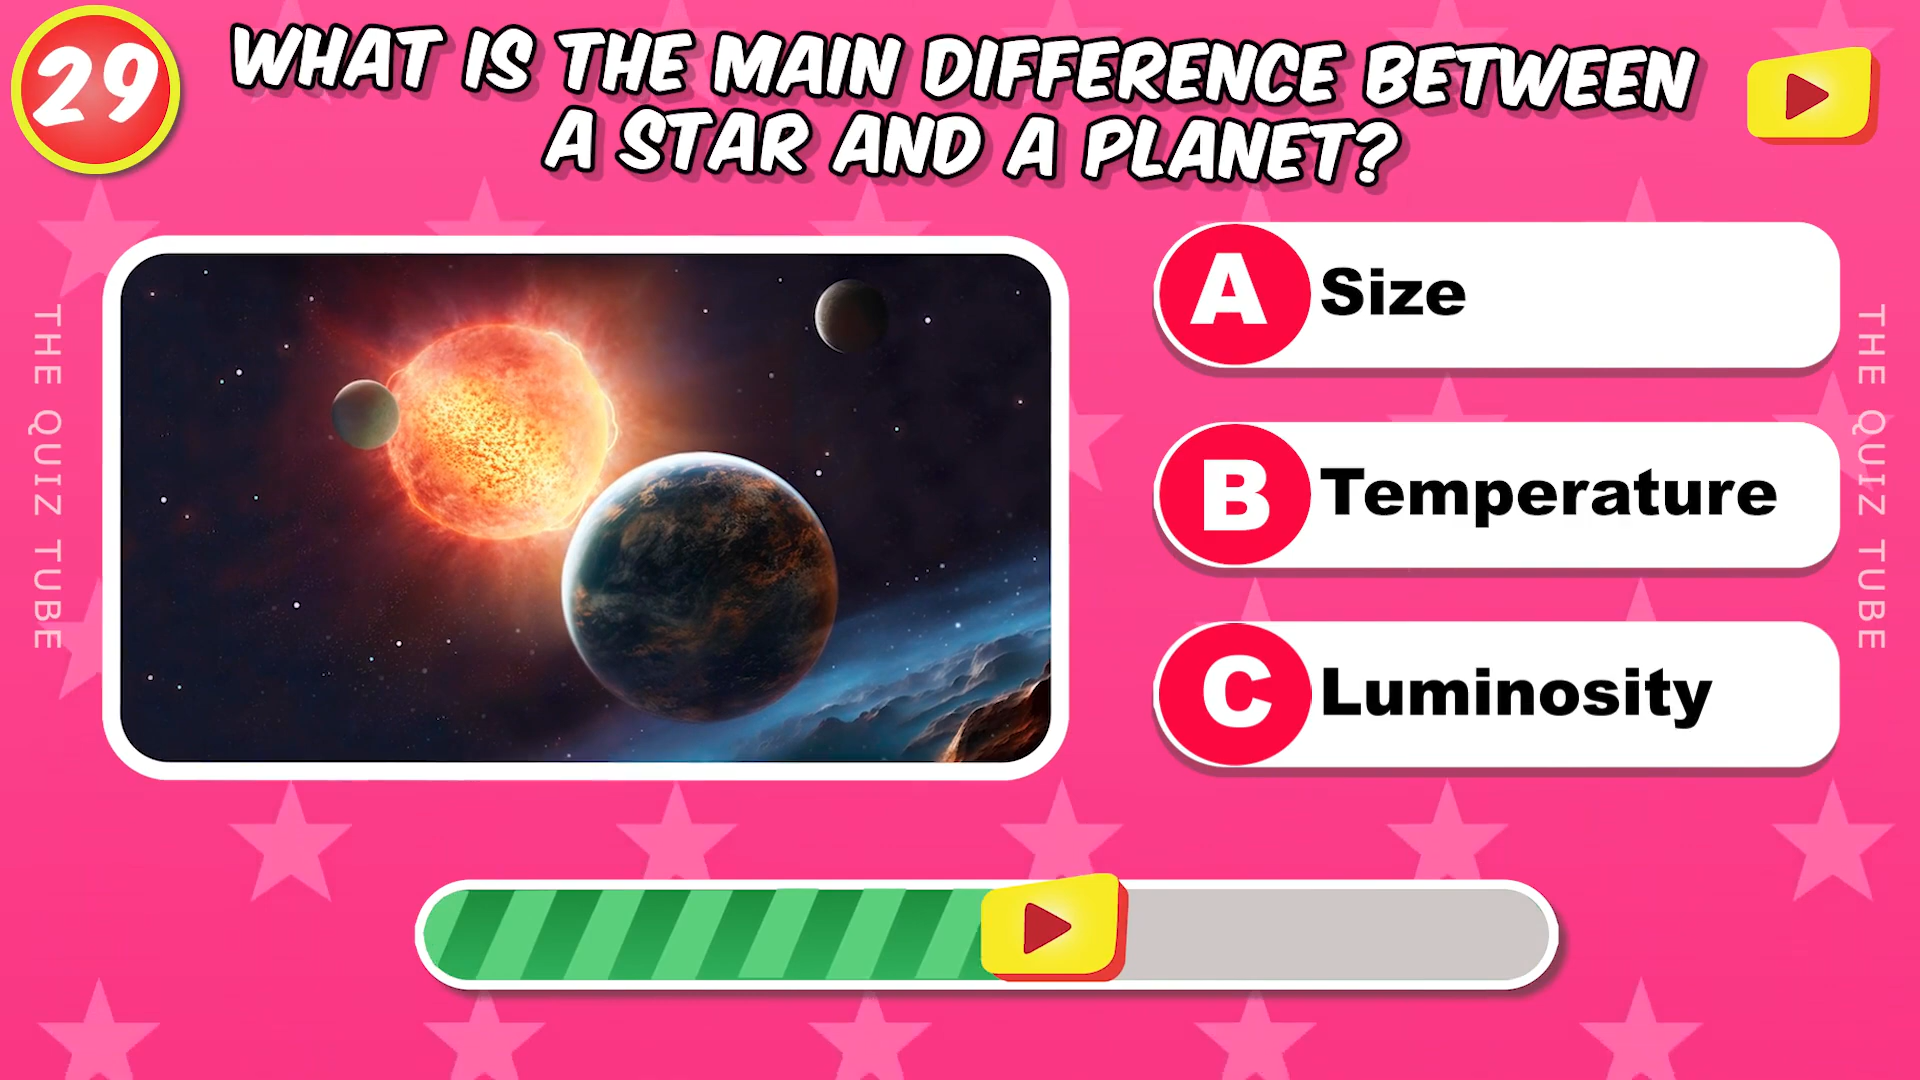 29
WHAT IS THE MAIN DIFFERENCE BETWEEN
A STAR AND A PLANET?
THE QUIZ TUBE
A Size
B Temperature
C Luminosity
THE QUIZ TUBE